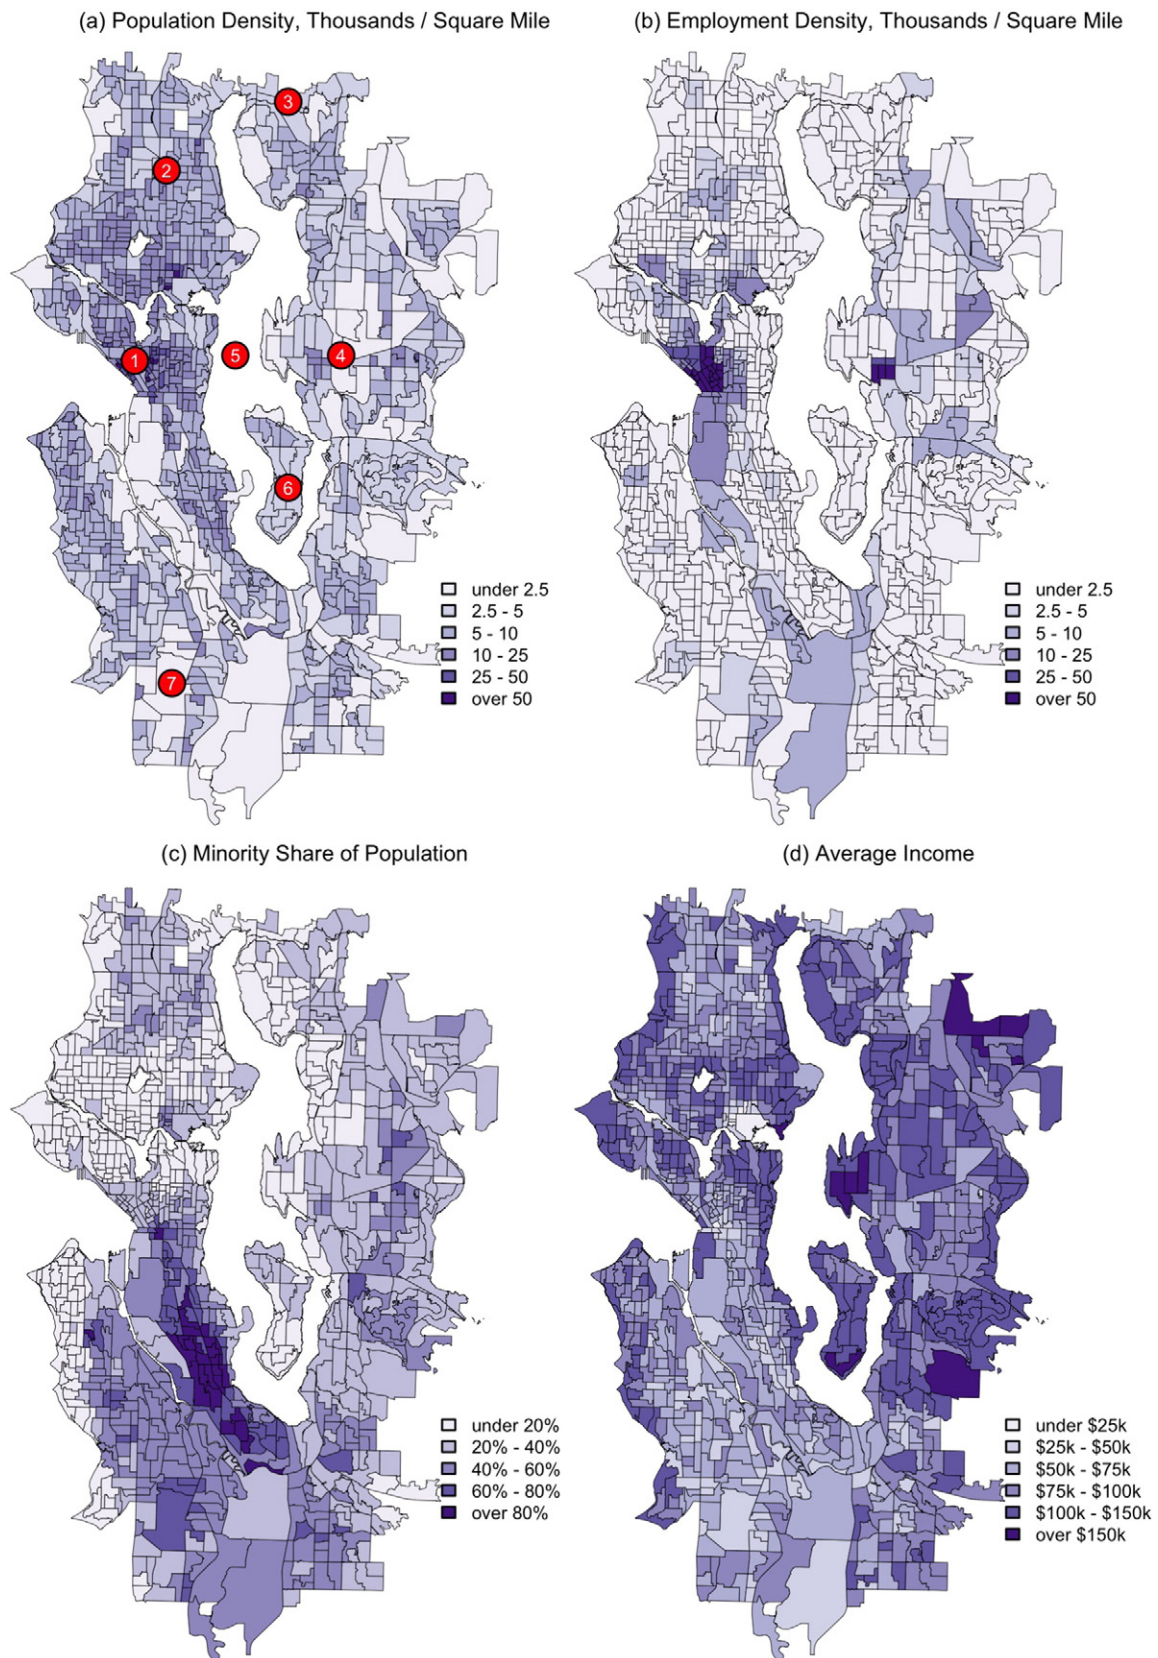 (a) Population Density, Thousands / Square Mile
(b) Employment Density, Thousands / Square Mile
3
2
1
5
4
6
7
under 2.5
2.5 - 5
5 - 10
10 - 25
25 - 50
over 50
under 2.5
2.5 - 5
5 - 10
10 - 25
25 - 50
over 50
(c) Minority Share of Population
(d) Average Income
under 20%
20% - 40%
40% - 60%
60% - 80%
over 80%
under $25k
$25k - $50k
$50k - $75k
$75k - $100k
$100k - $150k
over $150k